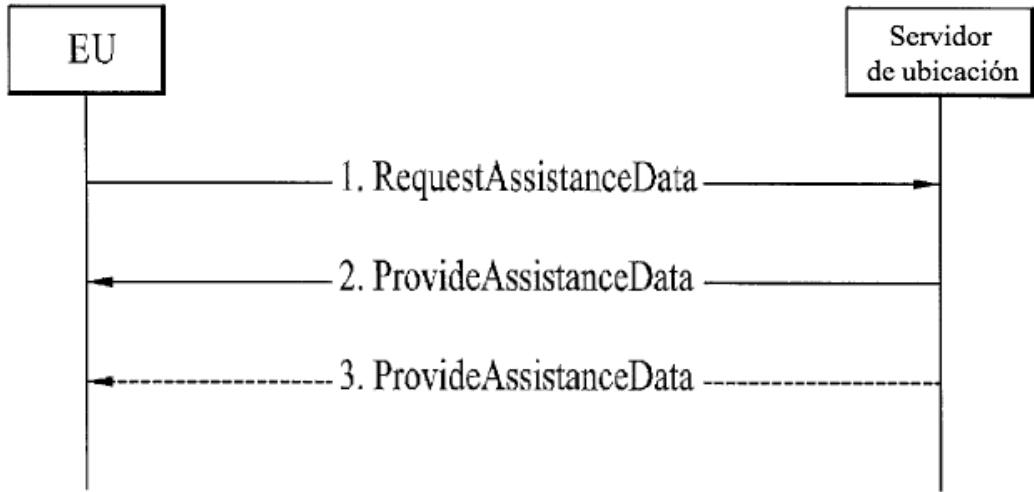 EU
Servidor
de ubicación
1. RequestAssistanceData
2. ProvideAssistanceData
3. ProvideAssistanceData